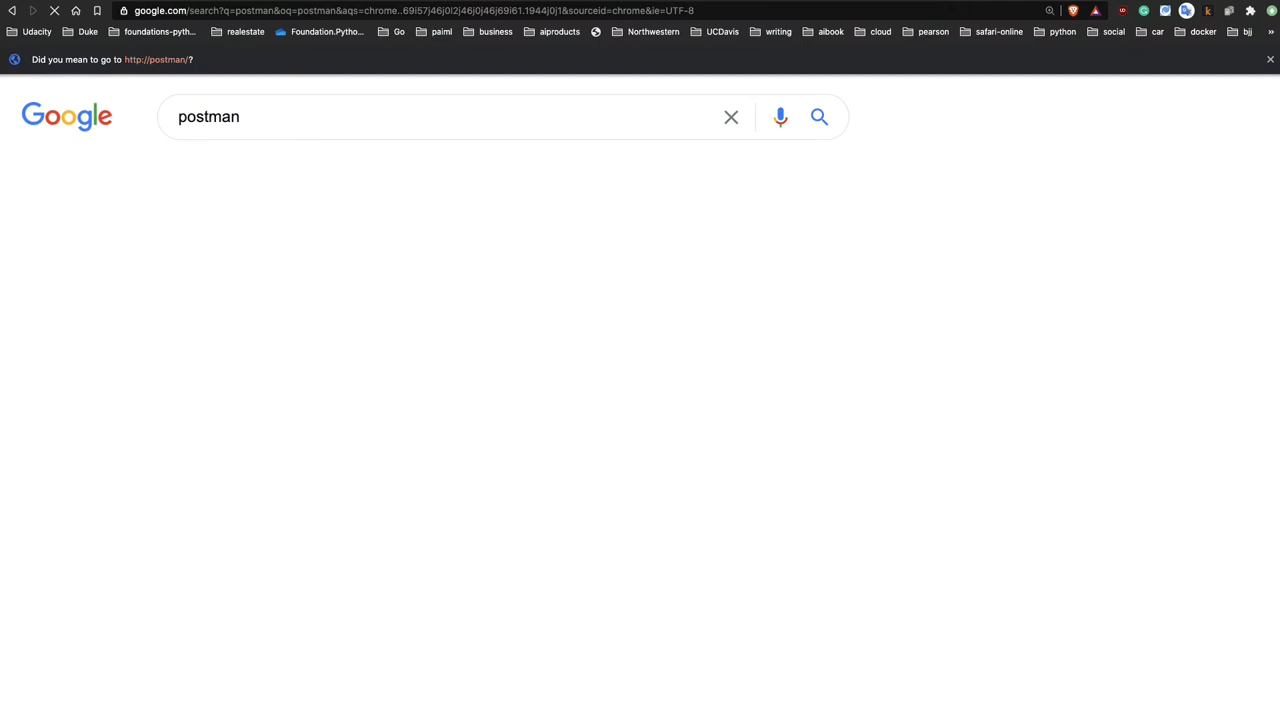 google.com/search?q=postman&oq=postman&aqs=chrome..69i57j46j0l2j46j0j46j69i61.1944j0j1&sourceid=chrome&ie=UTF-8
Udacity Duke foundations-pyth... realestate Foundation.Pytho... Go paiml business aiproducts Northwestern UCDavis writing aibook cloud pearson safari-online python social car docker bjj »
Did you mean to go to http://postman/?
Google postman